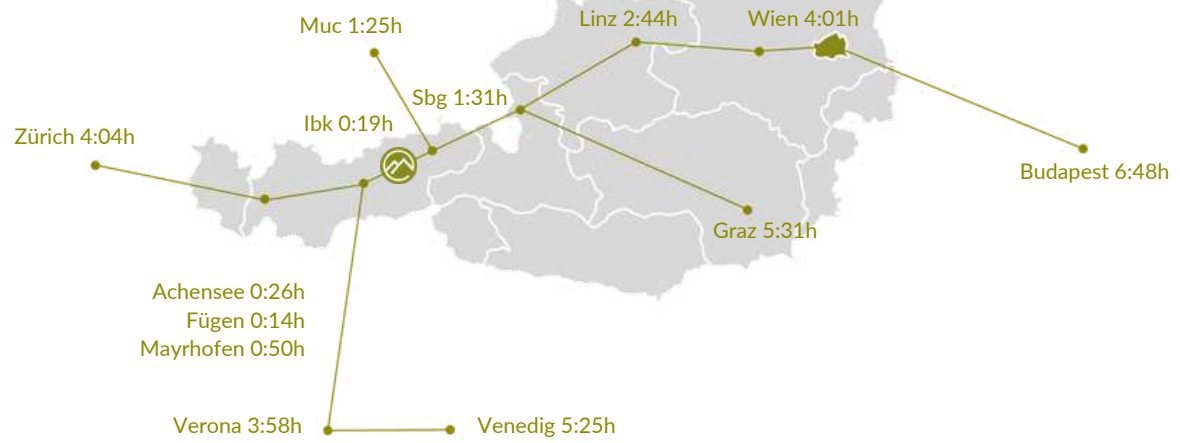 Linz 2:44h
Wien 4:01h
Muc 1:25h
Sbg 1:31h
Ibk 0:19h
Zürich 4:04h
Budapest 6:48h
Graz 5:31h
Achensee 0:26h
Fügen 0:14h
Mayrhofen 0:50h
Verona 3:58h
Venedig 5:25h